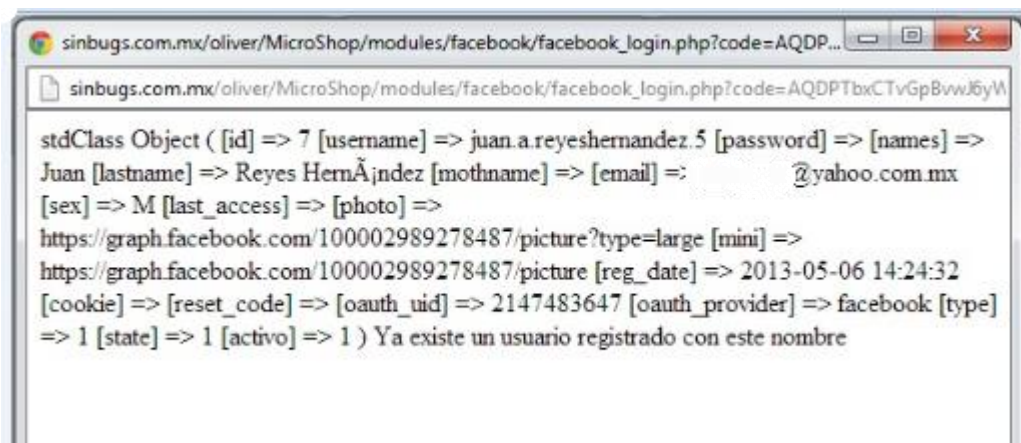 sinbugs.com.mx/oliver/MicroShop/modules/facebook/facebook_login.php?code=AQDP...
sinbugs.com.mx/oliver/MicroShop/modules/facebook/facebook_login.php?code=AQDPTbxCTvGpBvwJ6yW
stdClass Object ( [id] => 7 [username] => juan.a.reyeshernandez.5 [password] => [names] =>
Juan [lastname] => Reyes HernÃ¡ndez [mothname] => [email] =: @yahoo.com.mx
[sex] => M [last_access] => [photo] =>
https://graph.facebook.com/100002989278487/picture?type=large [mini] =>
https://graph.facebook.com/100002989278487/picture [reg_date] => 2013-05-06 14:24:32
[cookie] => [reset_code] => [oauth_uid] => 2147483647 [oauth_provider] => facebook [type]
=> 1 [state] => 1 [activo] => 1 ) Ya existe un usuario registrado con este nombre